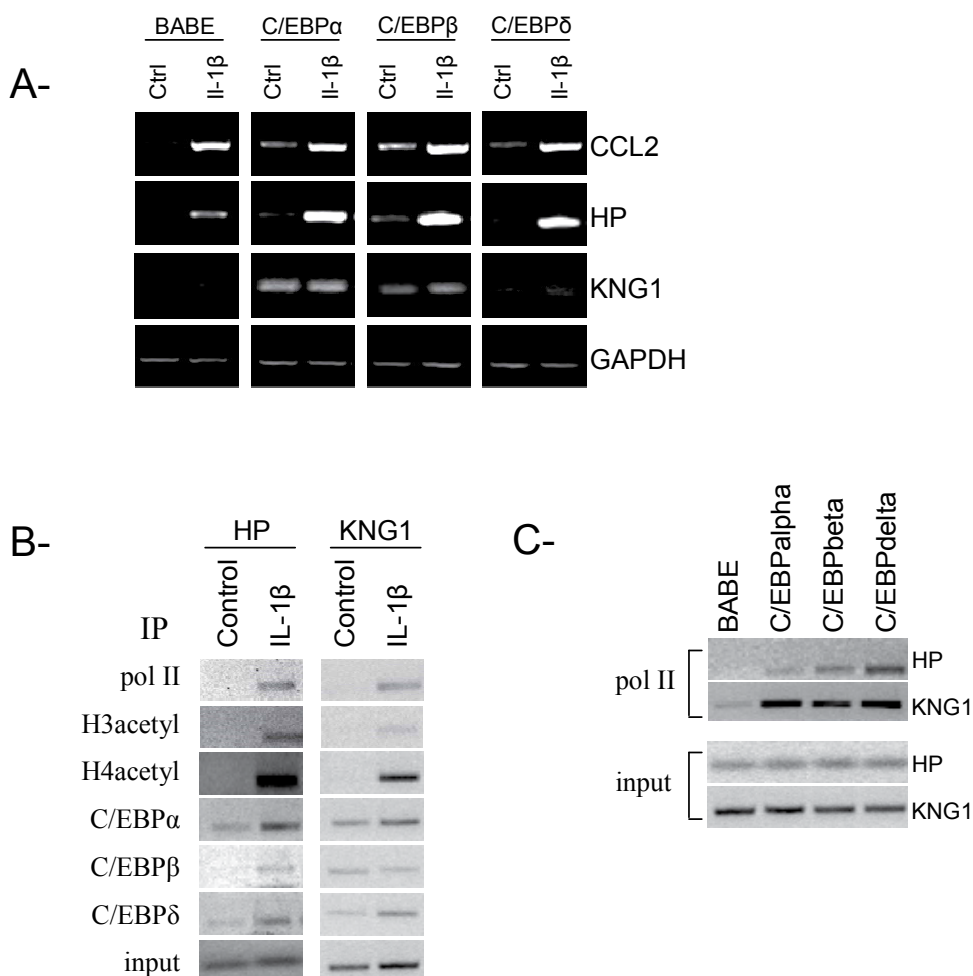 A-
BABE C/EBPα C/EBPβ C/EBPδ
Ctrl Il-1β Ctrl Il-1β Ctrl Il-1β Ctrl Il-1β
CCL2
HP
KNG1
GAPDH
B-
HP KNG1
IP Control IL-1β Control IL-1β
pol II
H3acetyl
H4acetyl
C/EBPα
C/EBPβ
C/EBPδ
input
C-
BABE C/EBPalpha C/EBPbeta C/EBPdelta
pol II HP
KNG1
input HP
KNG1